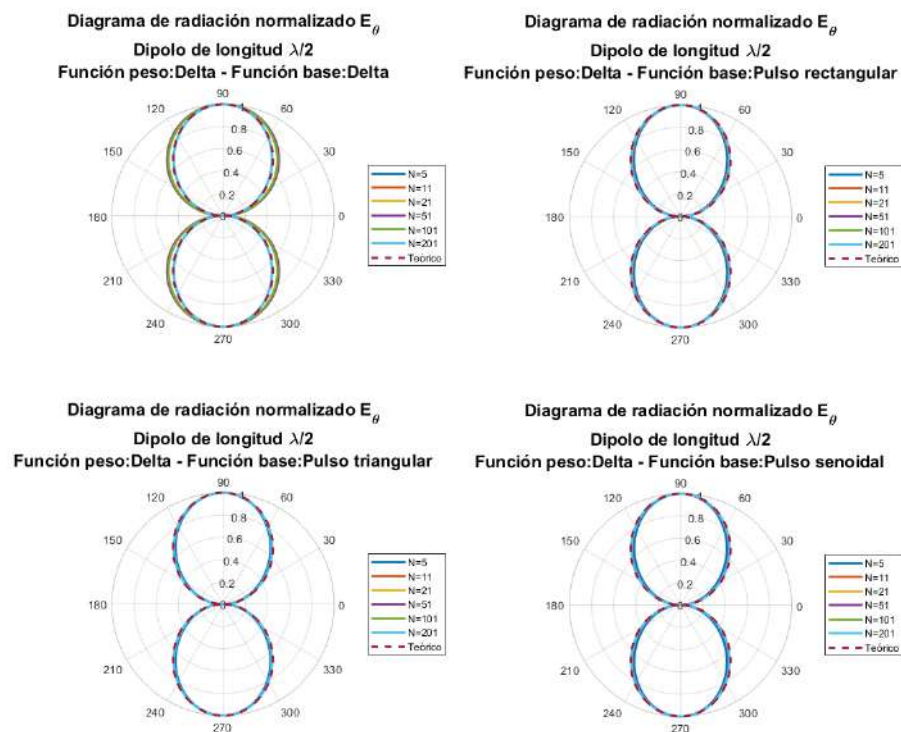 Diagrama de radiación normalizado Eθ
Dipolo de longitud λ/2
Función peso:Delta - Función base:Delta
90
120
60
1
0.8
150
30
0.6
0.4
0.2
180
0
0
210
330
240
300
270
N=5
N=11
N=21
N=51
N=101
N=201
Teórico
Diagrama de radiación normalizado Eθ
Dipolo de longitud λ/2
Función peso:Delta - Función base:Pulso rectangular
90
120
60
1
0.8
150
30
0.6
0.4
0.2
180
0
0
210
330
240
300
270
N=5
N=11
N=21
N=51
N=101
N=201
Teórico
Diagrama de radiación normalizado Eθ
Dipolo de longitud λ/2
Función peso:Delta - Función base:Pulso triangular
90
120
60
1
0.8
150
30
0.6
0.4
0.2
180
0
0
210
330
240
300
270
N=5
N=11
N=21
N=51
N=101
N=201
Teórico
Diagrama de radiación normalizado Eθ
Dipolo de longitud λ/2
Función peso:Delta - Función base:Pulso senoidal
90
120
60
1
0.8
150
30
0.6
0.4
0.2
180
0
0
210
330
240
300
270
N=5
N=11
N=21
N=51
N=101
N=201
Teórico